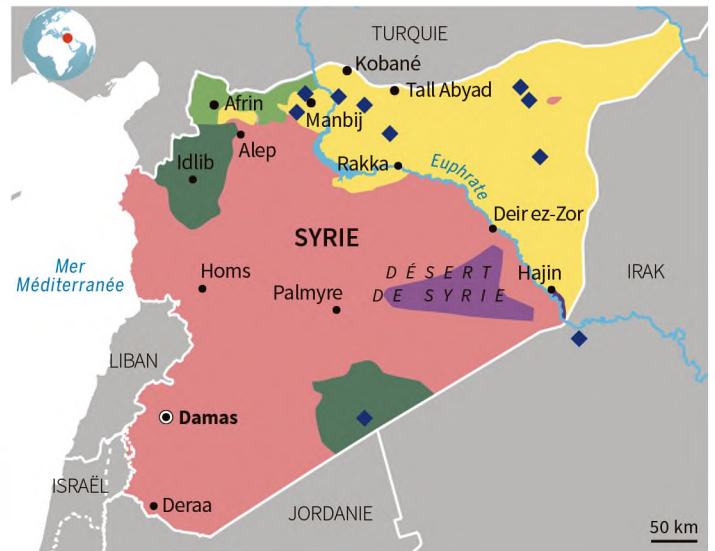 TURQUIE
Kobané
Tall Abyad
Afrin
Manbij
Alep
Idlib
Rakka
Euphrate
Deir ez-Zor
SYRIE
Mer
Méditerranée
Homs
Palmyre
DÉSERT
DE SYRIE
Hajin
IRAK
LIBAN
Damas
ISRAËL
Deraa
JORDANIE
50 km